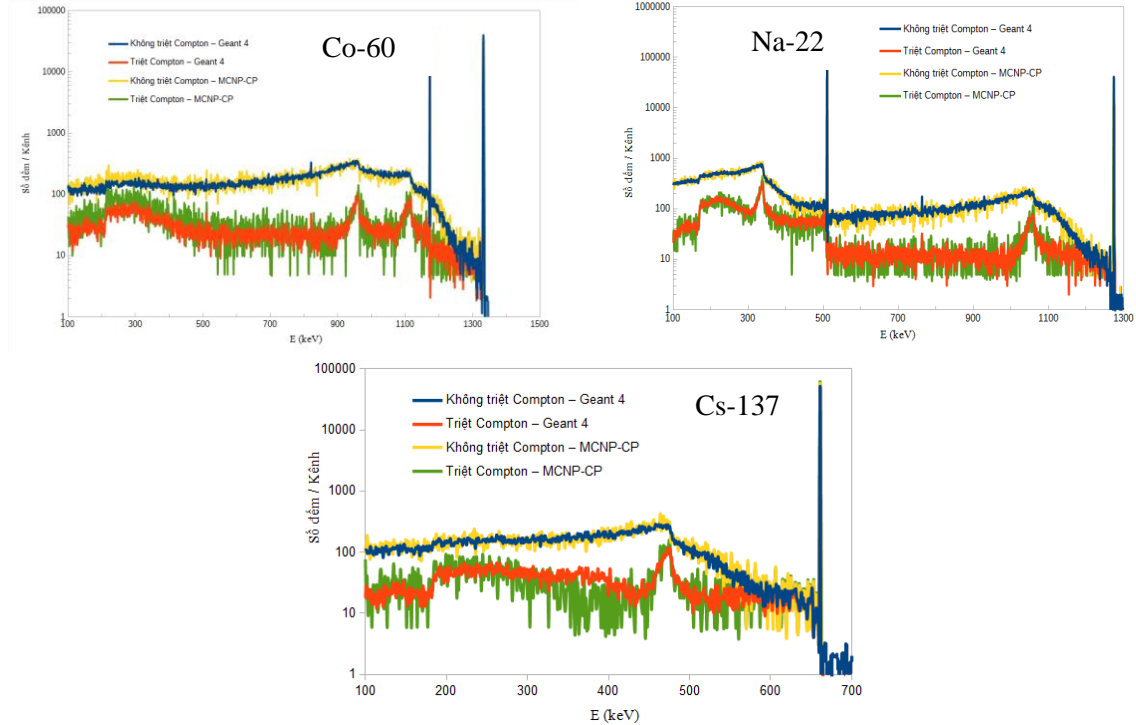 Co-60
Không triệt Compton – Geant 4
Triệt Compton – Geant 4
Không triệt Compton – MCNP-CP
Triệt Compton – MCNP-CP
Số đếm / Kênh
100000
10000
1000
100
10
1
100 300 500 700 900 1100 1300 1500
E (keV)
Na-22
Không triệt Compton – Geant 4
Triệt Compton – Geant 4
Không triệt Compton – MCNP-CP
Triệt Compton – MCNP-CP
Số đếm / Kênh
1000000
100000
10000
1000
100
10
1
100 300 500 700 900 1100 1300
E (keV)
Cs-137
Không triệt Compton – Geant 4
Triệt Compton – Geant 4
Không triệt Compton – MCNP-CP
Triệt Compton – MCNP-CP
Số đếm / Kênh
100000
10000
1000
100
10
1
100 200 300 400 500 600 700
E (keV)